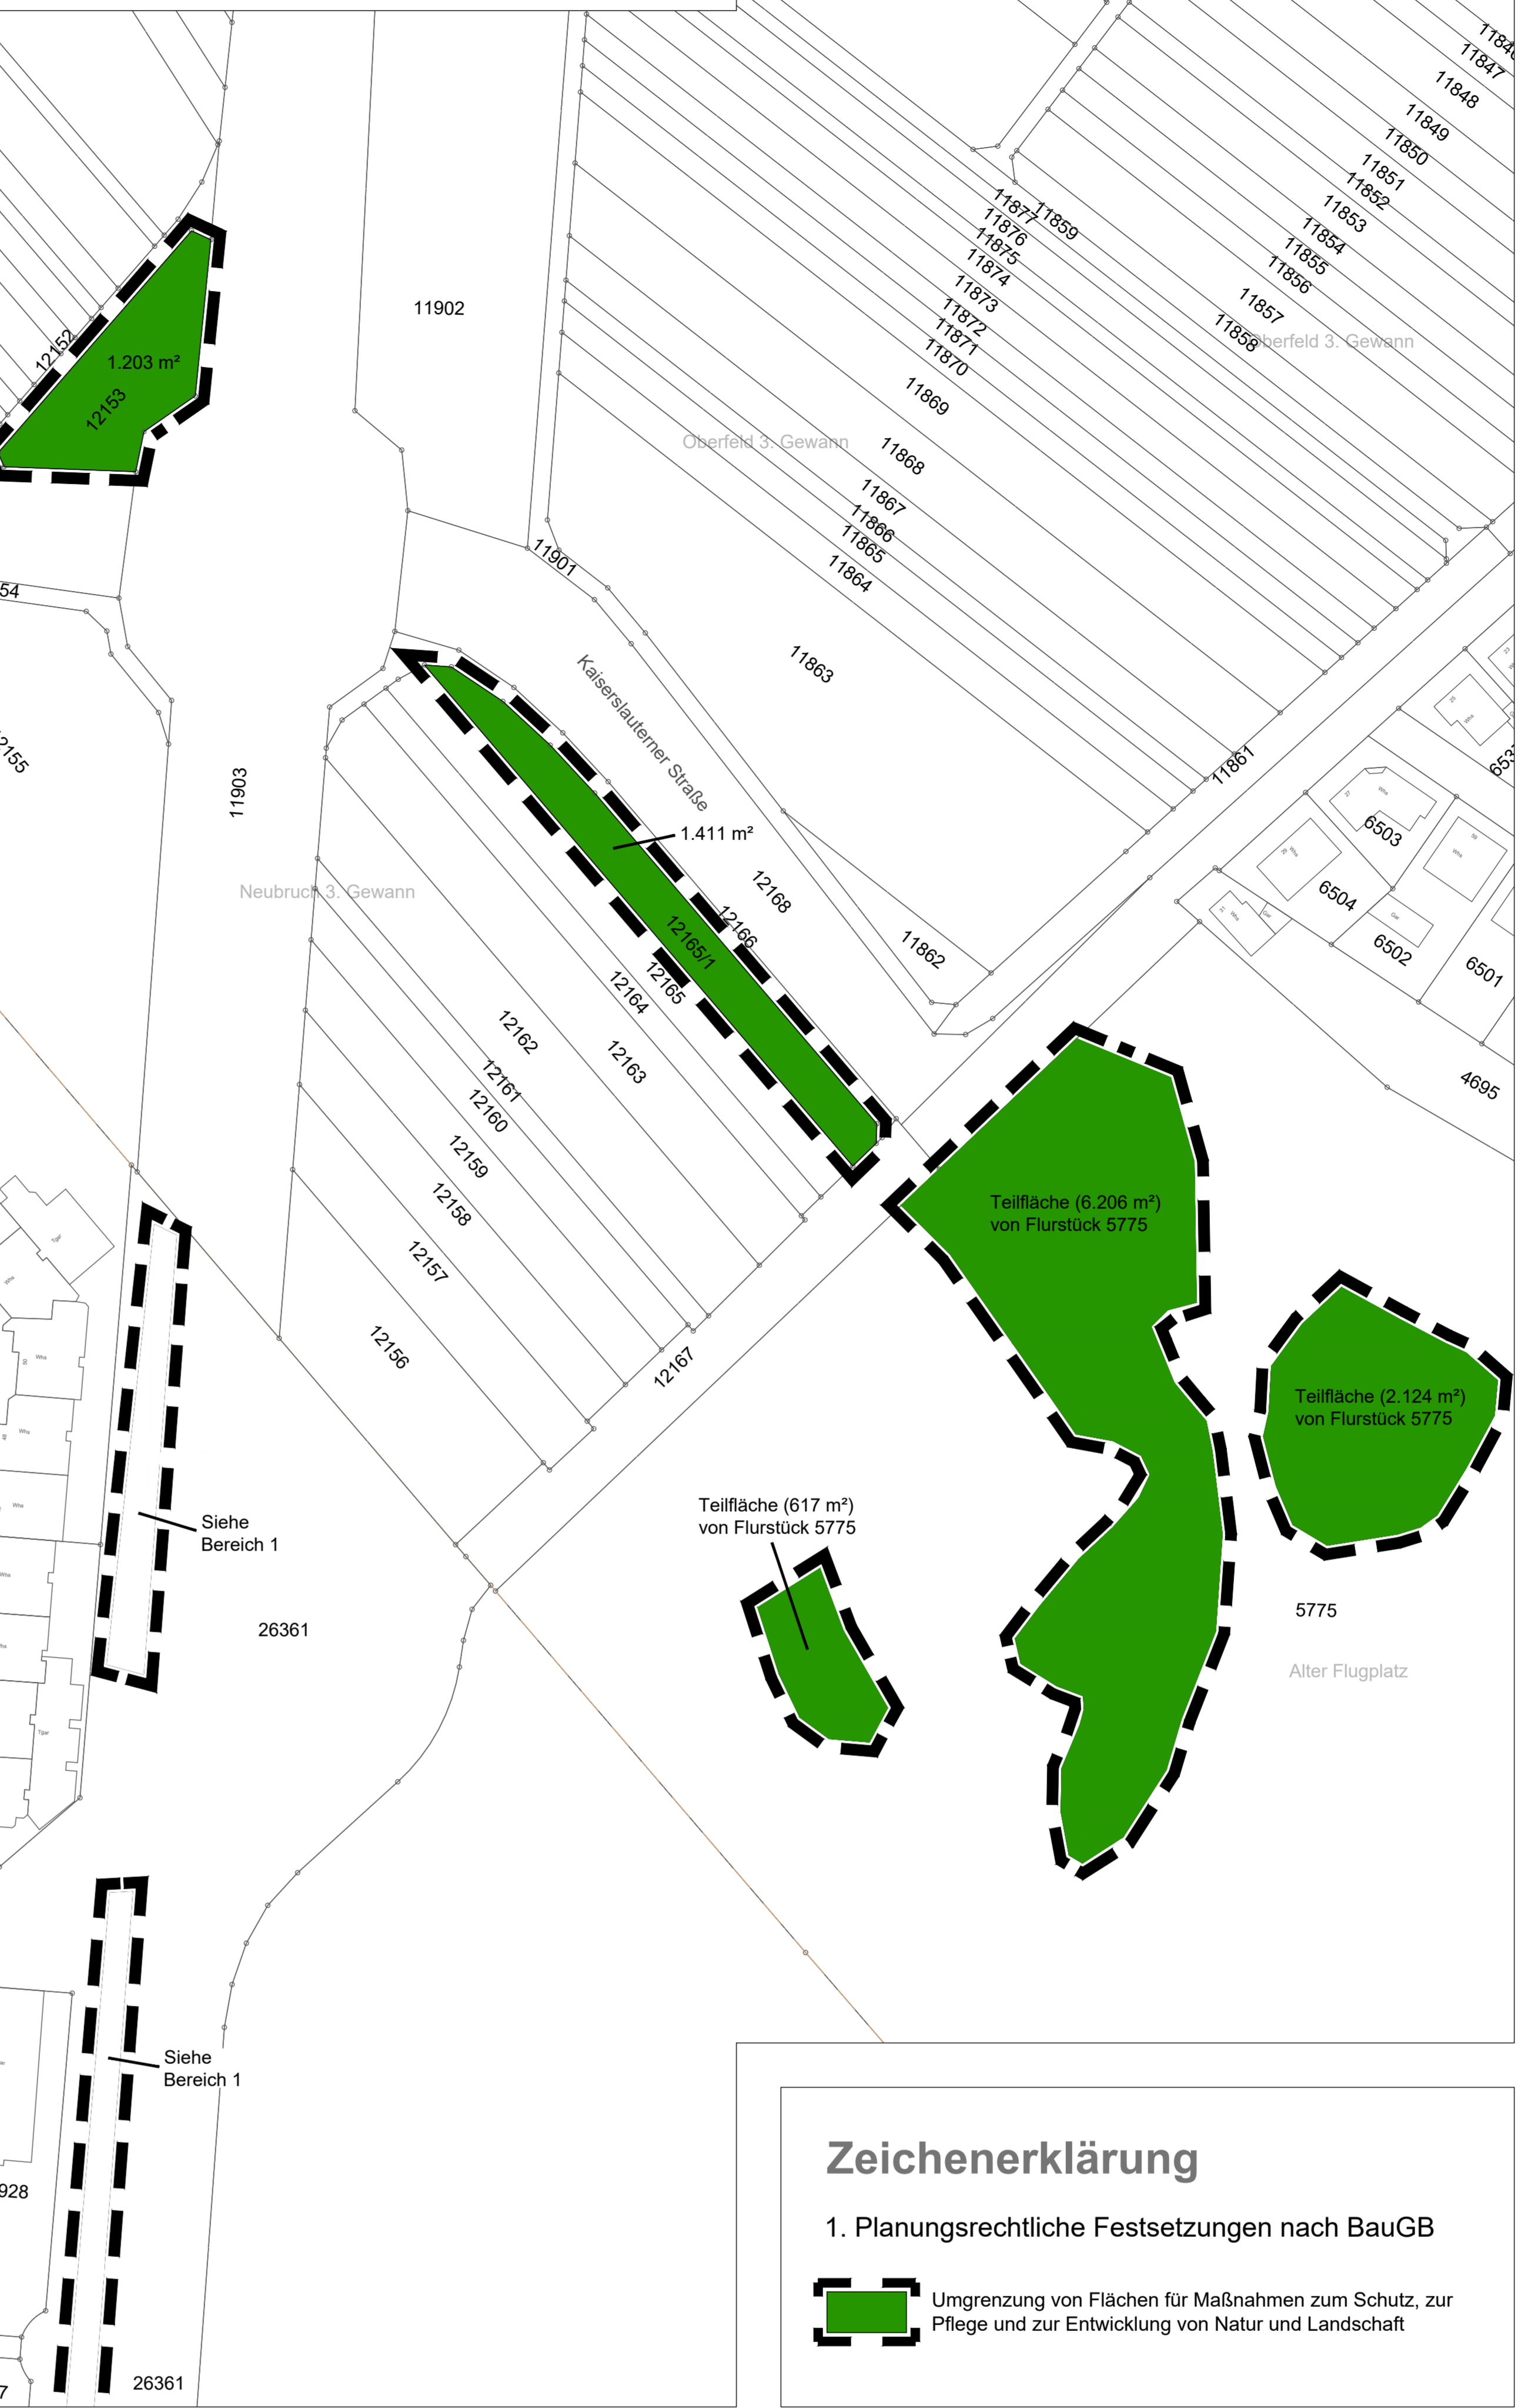 11846
11847
11848
11849
11850
11851
11852
11853
11854
11855
11856
11857
11858
11859
11877
11876
11875
11874
11873
11872
11871
11870
11869
11868
11867
11866
11865
11864
11863
11862
11861
Oberfeld 3. Gewann
Oberfeld 3. Gewann
11902
12152
1.203 m²
12153
11901
54
2155
11903
Kaiserslauterner Straße
1.411 m²
12168
12166
12165/1
12165
12164
12163
12162
12161
12160
12159
12158
12157
12156
12167
Neubruch 3. Gewann
6503
6504
6502
6501
4695
Teilfläche (6.206 m²)
von Flurstück 5775
Teilfläche (2.124 m²)
von Flurstück 5775
Teilfläche (617 m²)
von Flurstück 5775
5775
Alter Flugplatz
Siehe
Bereich 1
26361
Siehe
Bereich 1
928
7
26361
Zeichenerklärung
1. Planungsrechtliche Festsetzungen nach BauGB
Umgrenzung von Flächen für Maßnahmen zum Schutz, zur
Pflege und zur Entwicklung von Natur und Landschaft